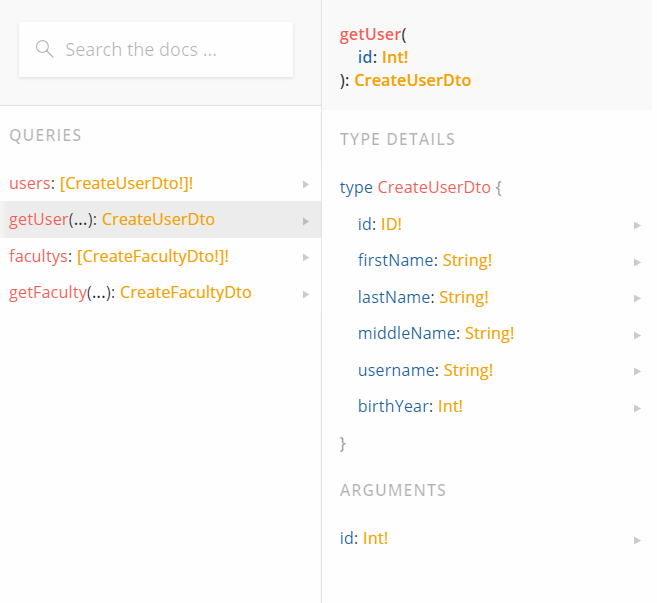 Search the docs ...
QUERIES
users: [CreateUserDto!]!
getUser(...): CreateUserDto
facultys: [CreateFacultyDto!]!
getFaculty(...): CreateFacultyDto
getUser(
id: Int!
): CreateUserDto
TYPE DETAILS
type CreateUserDto {
id: ID!
firstName: String!
lastName: String!
middleName: String!
username: String!
birthYear: Int!
}
ARGUMENTS
id: Int!